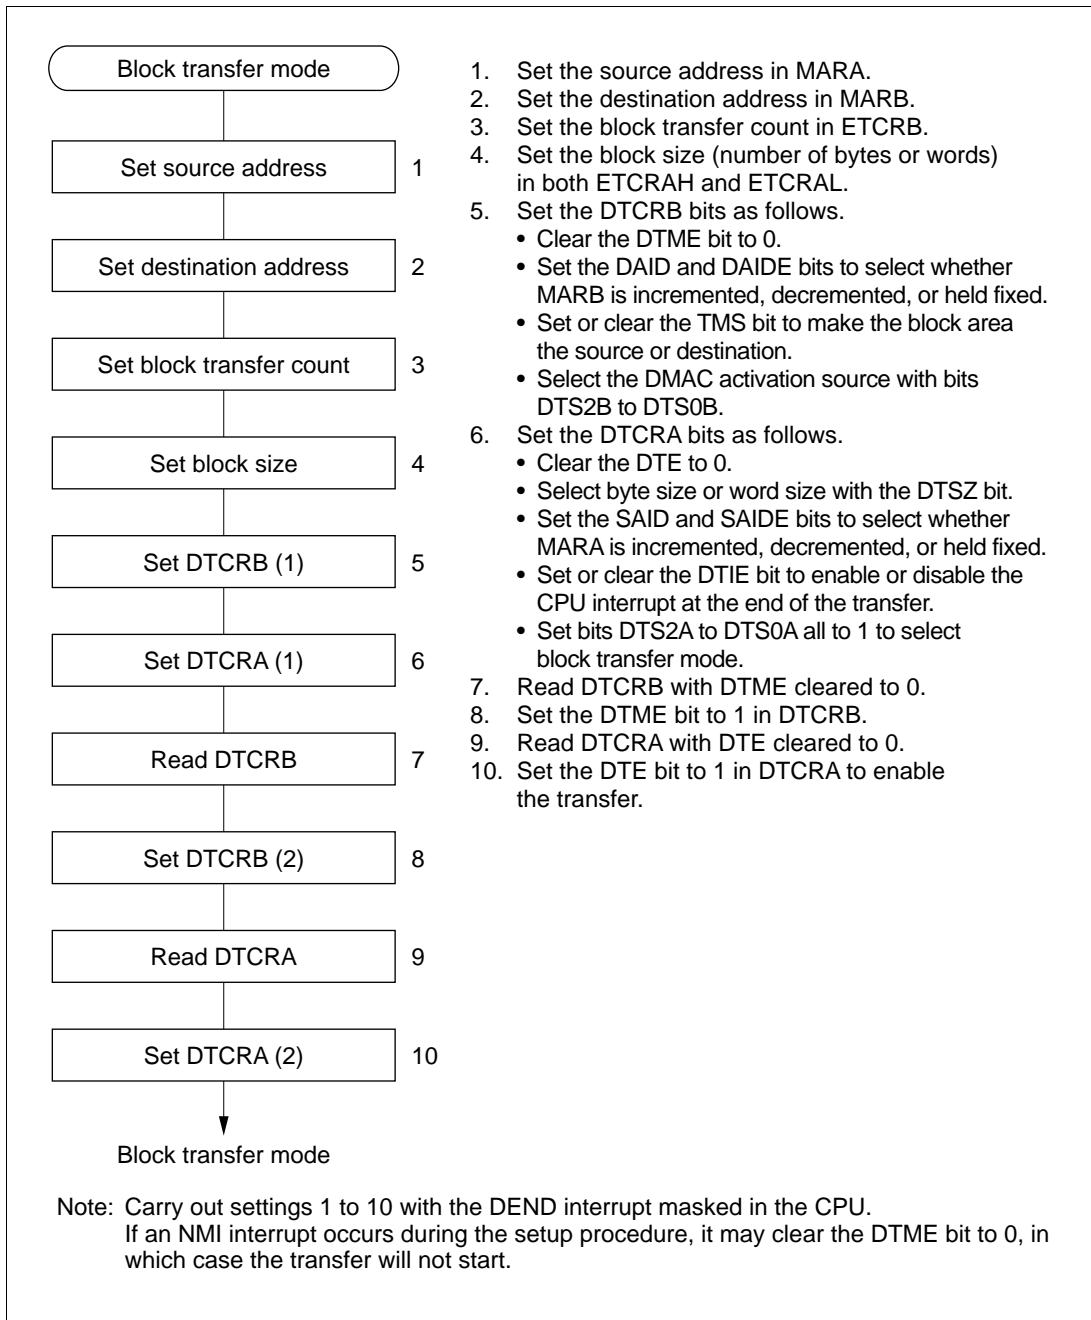 Block transfer mode
Set source address 1
Set destination address 2
Set block transfer count 3
Set block size 4
Set DTCRB (1) 5
Set DTCRA (1) 6
Read DTCRB 7
Set DTCRB (2) 8
Read DTCRA 9
Set DTCRA (2) 10
Block transfer mode
1. Set the source address in MARA.
2. Set the destination address in MARB.
3. Set the block transfer count in ETCRB.
4. Set the block size (number of bytes or words)
in both ETCRAH and ETCRAL.
5. Set the DTCRB bits as follows.
• Clear the DTME bit to 0.
• Set the DAID and DAIDE bits to select whether
MARB is incremented, decremented, or held fixed.
• Set or clear the TMS bit to make the block area
the source or destination.
• Select the DMAC activation source with bits
DTS2B to DTS0B.
6. Set the DTCRA bits as follows.
• Clear the DTE to 0.
• Select byte size or word size with the DTSZ bit.
• Set the SAID and SAIDE bits to select whether
MARA is incremented, decremented, or held fixed.
• Set or clear the DTIE bit to enable or disable the
CPU interrupt at the end of the transfer.
• Set bits DTS2A to DTS0A all to 1 to select
block transfer mode.
7. Read DTCRB with DTME cleared to 0.
8. Set the DTME bit to 1 in DTCRB.
9. Read DTCRA with DTE cleared to 0.
10. Set the DTE bit to 1 in DTCRA to enable
the transfer.
Note: Carry out settings 1 to 10 with the DEND interrupt masked in the CPU.
If an NMI interrupt occurs during the setup procedure, it may clear the DTME bit to 0, in
which case the transfer will not start.